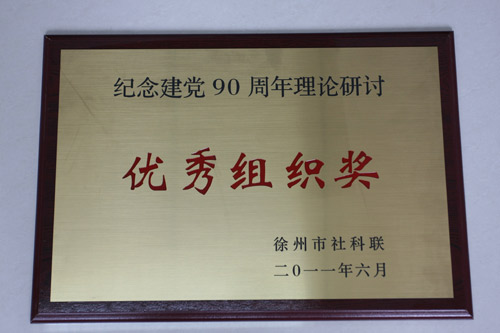 纪念建党90周年理论研讨
优秀组织奖
徐州市社科联
二〇一一年六月